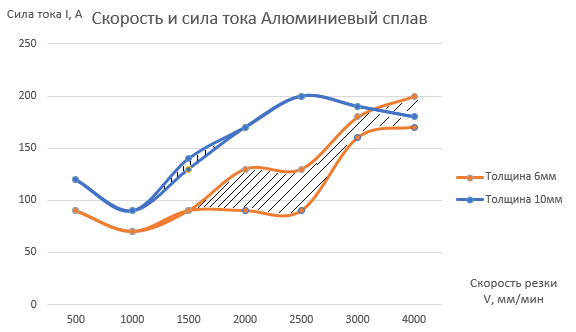 Сила тока I, А
Скорость и сила тока Алюминиевый сплав
250
200
150
100
50
0
500 1000 1500 2000 2500 3000 4000
Толщина 6мм
Толщина 10мм
Скорость резки
V, мм/мин